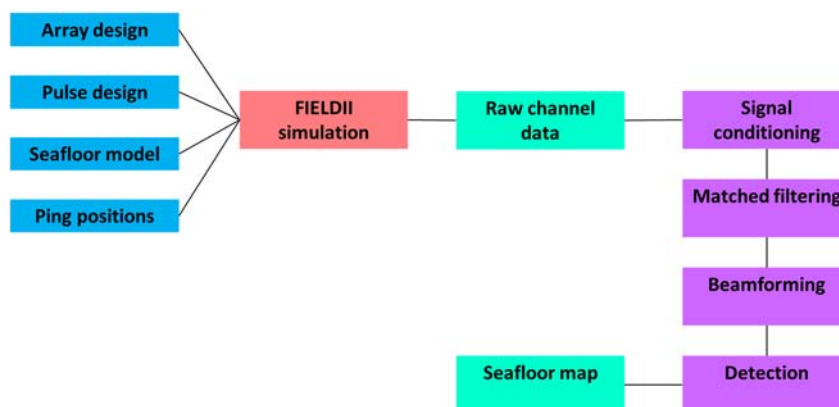 Array design
Pulse design
Seafloor model
Ping positions
FIELDII
simulation
Raw channel
data
Signal
conditioning
Matched filtering
Beamforming
Detection
Seafloor map